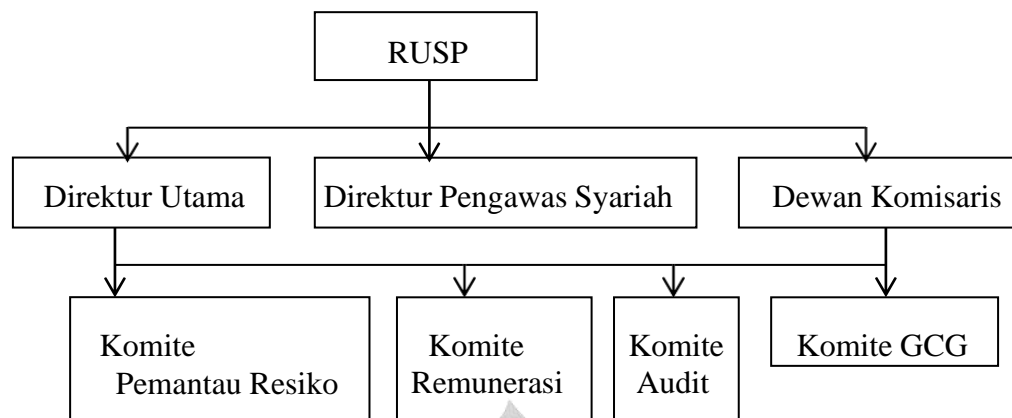 RUSP
Direktur Utama
Direktur Pengawas Syariah
Dewan Komisaris
Komite
Pemantau Resiko
Komite
Remunerasi
Komite
Audit
Komite GCG